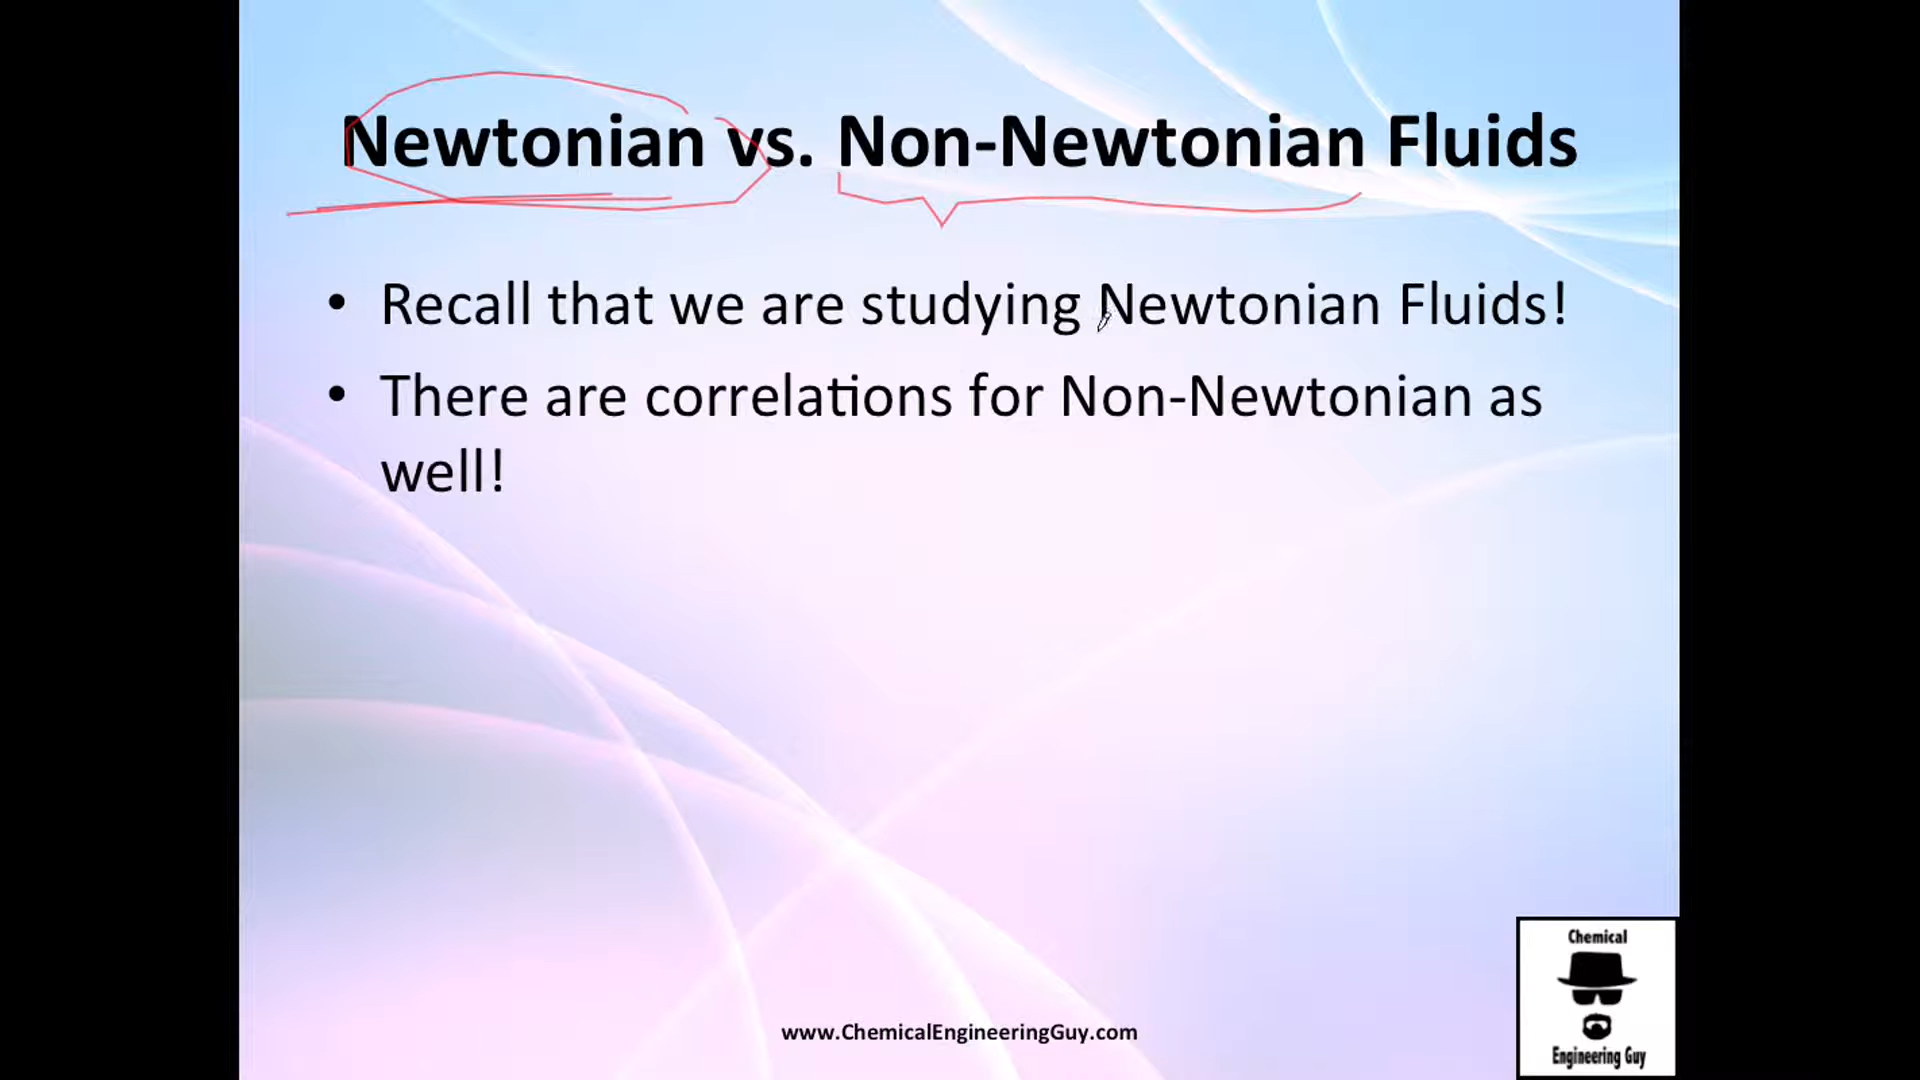 Newtonian vs. Non-Newtonian Fluids
• Recall that we are studying Newtonian Fluids!
• There are correlations for Non-Newtonian as
well!
Chemical
Engineering Guy
www.ChemicalEngineeringGuy.com